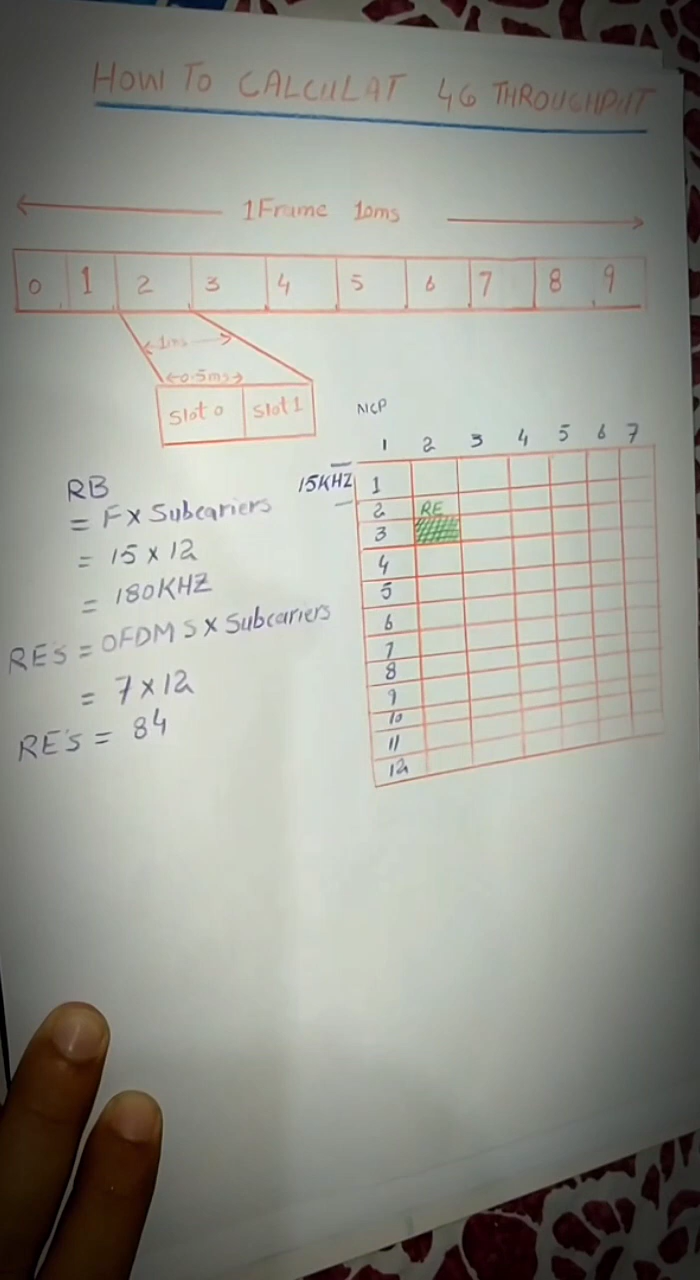 HOW TO CALCULAT 4G THROUGHPUT
1Frame 10ms
0 1 2 3 4 5 6 7 8 9
1ms
0.5ms
Slot 0 Slot 1
NCP
1 2 3 4 5 6 7
15KHZ
1
2 RE
3
4
5
6
7
8
9
10
11
12
RB
= F x Subcariers
= 15 x 12
= 180KHZ
RE'S = OFDM S x Subcariers
= 7 x 12
RE'S = 84